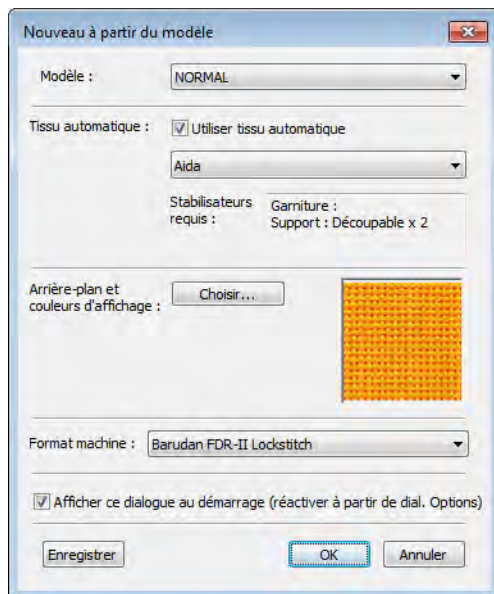 Nouveau à partir du modèle
Modèle : NORMAL
Tissu automatique : Utiliser tissu automatique
Aida
Stabilisateurs requis :
Garniture :
Support : Découpable x 2
Arrière-plan et
couleurs d'affichage : Choisir...
Format machine : Barudan FDR-II Lockstitch
Afficher ce dialogue au démarrage (réactiver à partir de dial. Options)
Enregistrer OK Annuler